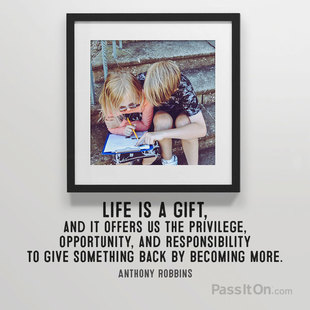 LIFE IS A GIFT,
AND IT OFFERS US THE PRIVILEGE,
OPPORTUNITY, AND RESPONSIBILITY
TO GIVE SOMETHING BACK BY BECOMING MORE.
ANTHONY ROBBINS
PassItOn.com